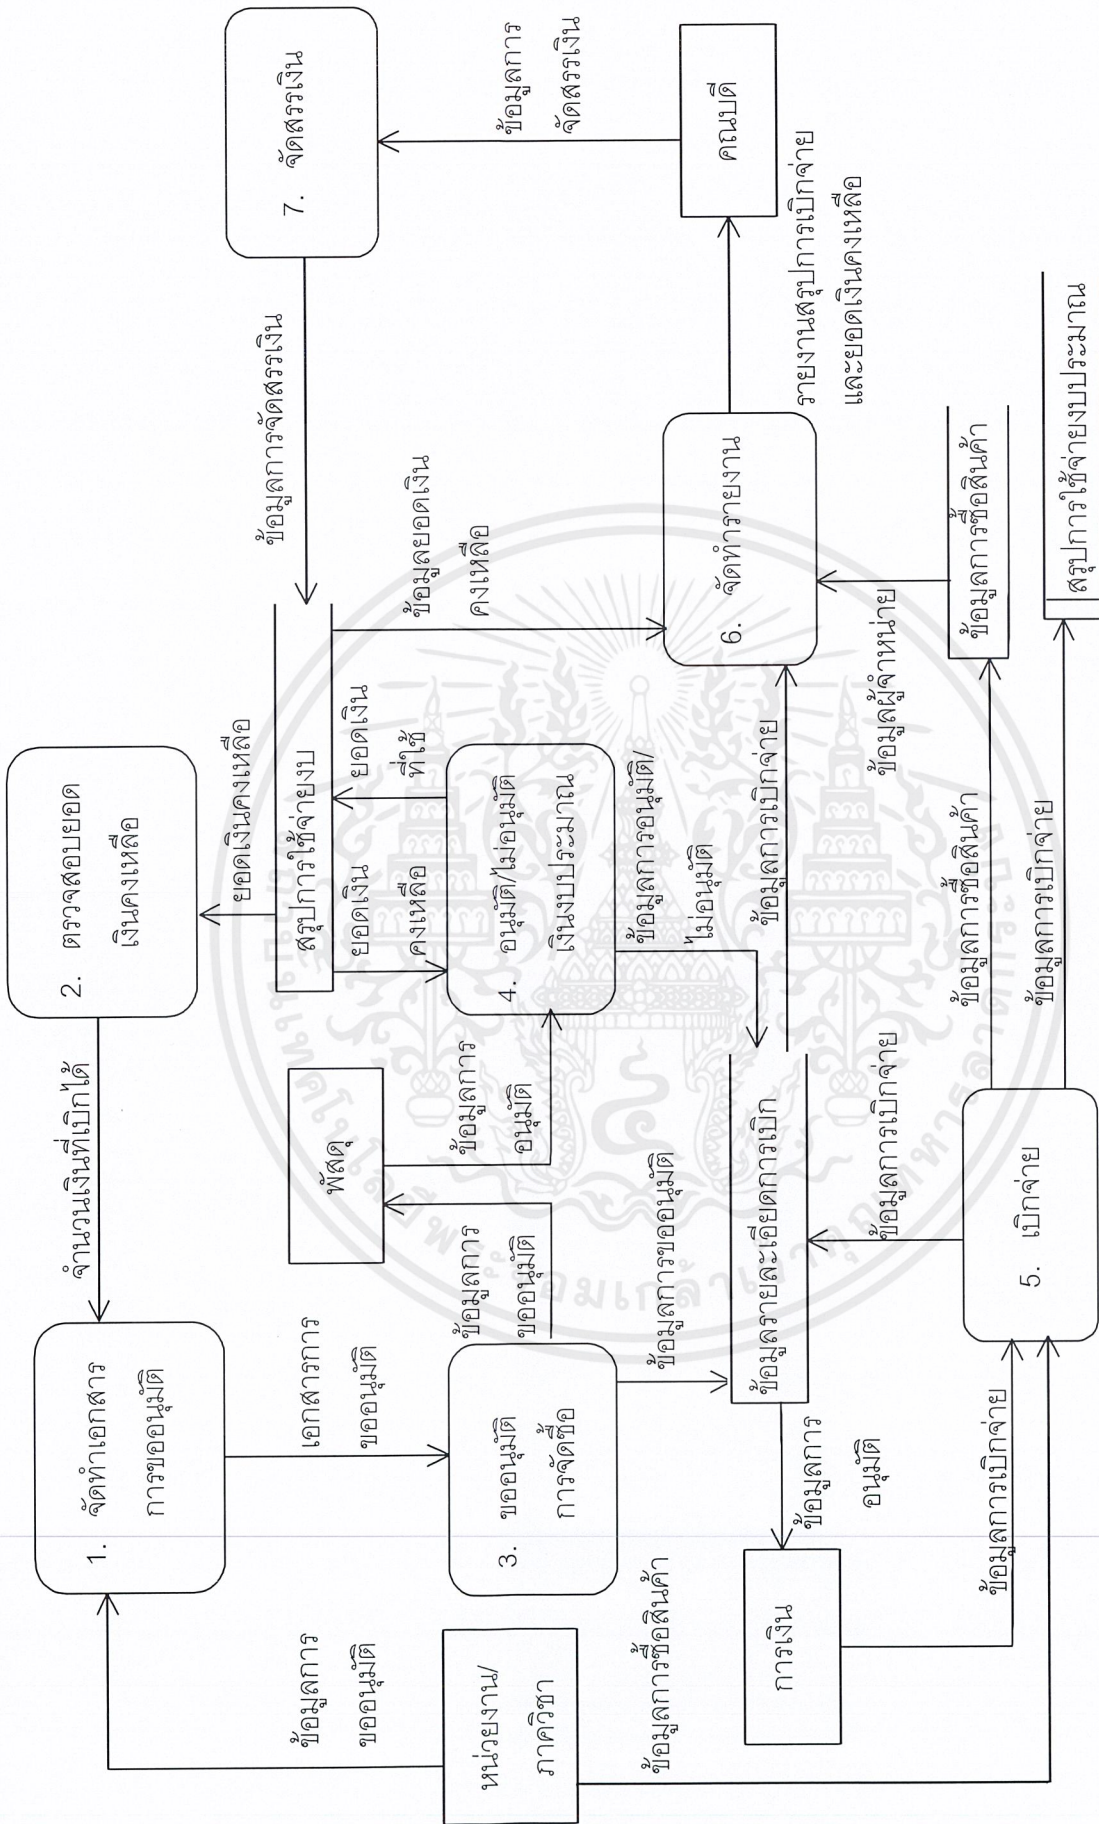 1. จัดทำเอกสาร
การขออนุมัติ
จำนวนเงินที่เบิกได้
2. ตรวจสอบยอด
เงินคงเหลือ
7. จัดสรรเงิน
ข้อมูลการ
ขออนุมัติ
เอกสารการ
ขออนุมัติ
ยอดเงินคงเหลือ
ข้อมูลการจัดสรรเงิน
พัสดุ
สรุปการใช้จ่ายงบ
ข้อมูลการ
ขออนุมัติ
ข้อมูลการ
อนุมัติ
ยอดเงิน
คงเหลือ
ยอดเงิน
ที่ใช้
ข้อมูลยอดเงิน
คงเหลือ
ข้อมูลการ
จัดสรรเงิน
หน่วยงาน/
ภาควิชา
3. ขออนุมัติ
การจัดซื้อ
4. อนุมัติ/ไม่อนุมัติ
เงินงบประมาณ
ข้อมูลการซื้อสินค้า
ข้อมูลการขออนุมัติ
ข้อมูลการอนุมัติ/
ไม่อนุมัติ
6. จัดทำรายงาน
คณบดี
การเงิน
ข้อมูลการ
อนุมัติ
ข้อมูลรายละเอียดการเบิก
ข้อมูลการเบิกจ่าย
รายงานสรุปการเบิกจ่าย
และยอดเงินคงเหลือ
ข้อมูลการเบิกจ่าย
ข้อมูลการเบิกจ่าย
ข้อมูลผู้จำหน่าย
5. เบิกจ่าย
ข้อมูลการซื้อสินค้า
ข้อมูลการซื้อสินค้า
ข้อมูลการเบิกจ่าย
สรุปการใช้จ่ายงบประมาณ